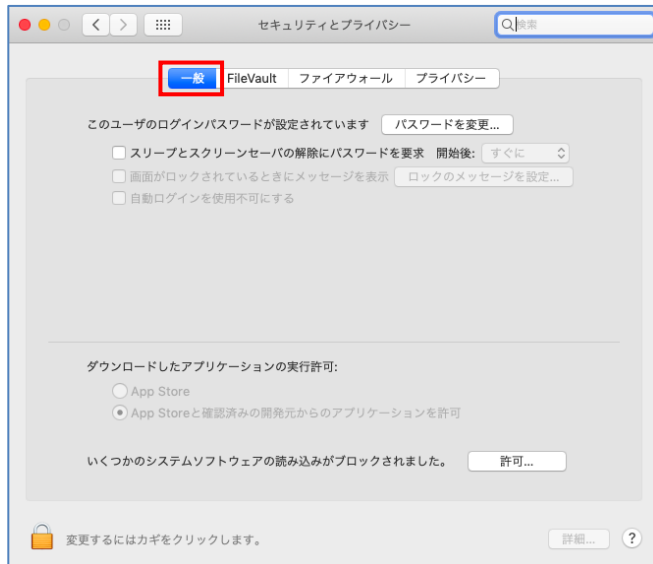 セキュリティとプライバシー
検索
一般 FileVault ファイアウォール プライバシー
このユーザのログインパスワードが設定されています パスワードを変更...
スリープとスクリーンセーバの解除にパスワードを要求 開始後: すぐに
画面がロックされているときにメッセージを表示 ロックのメッセージを設定...
自動ログインを使用不可にする
ダウンロードしたアプリケーションの実行許可:
App Store
App Storeと確認済みの開発元からのアプリケーションを許可
いくつかのシステムソフトウェアの読み込みがブロックされました。 許可...
変更するにはカギをクリックします。 詳細... ?